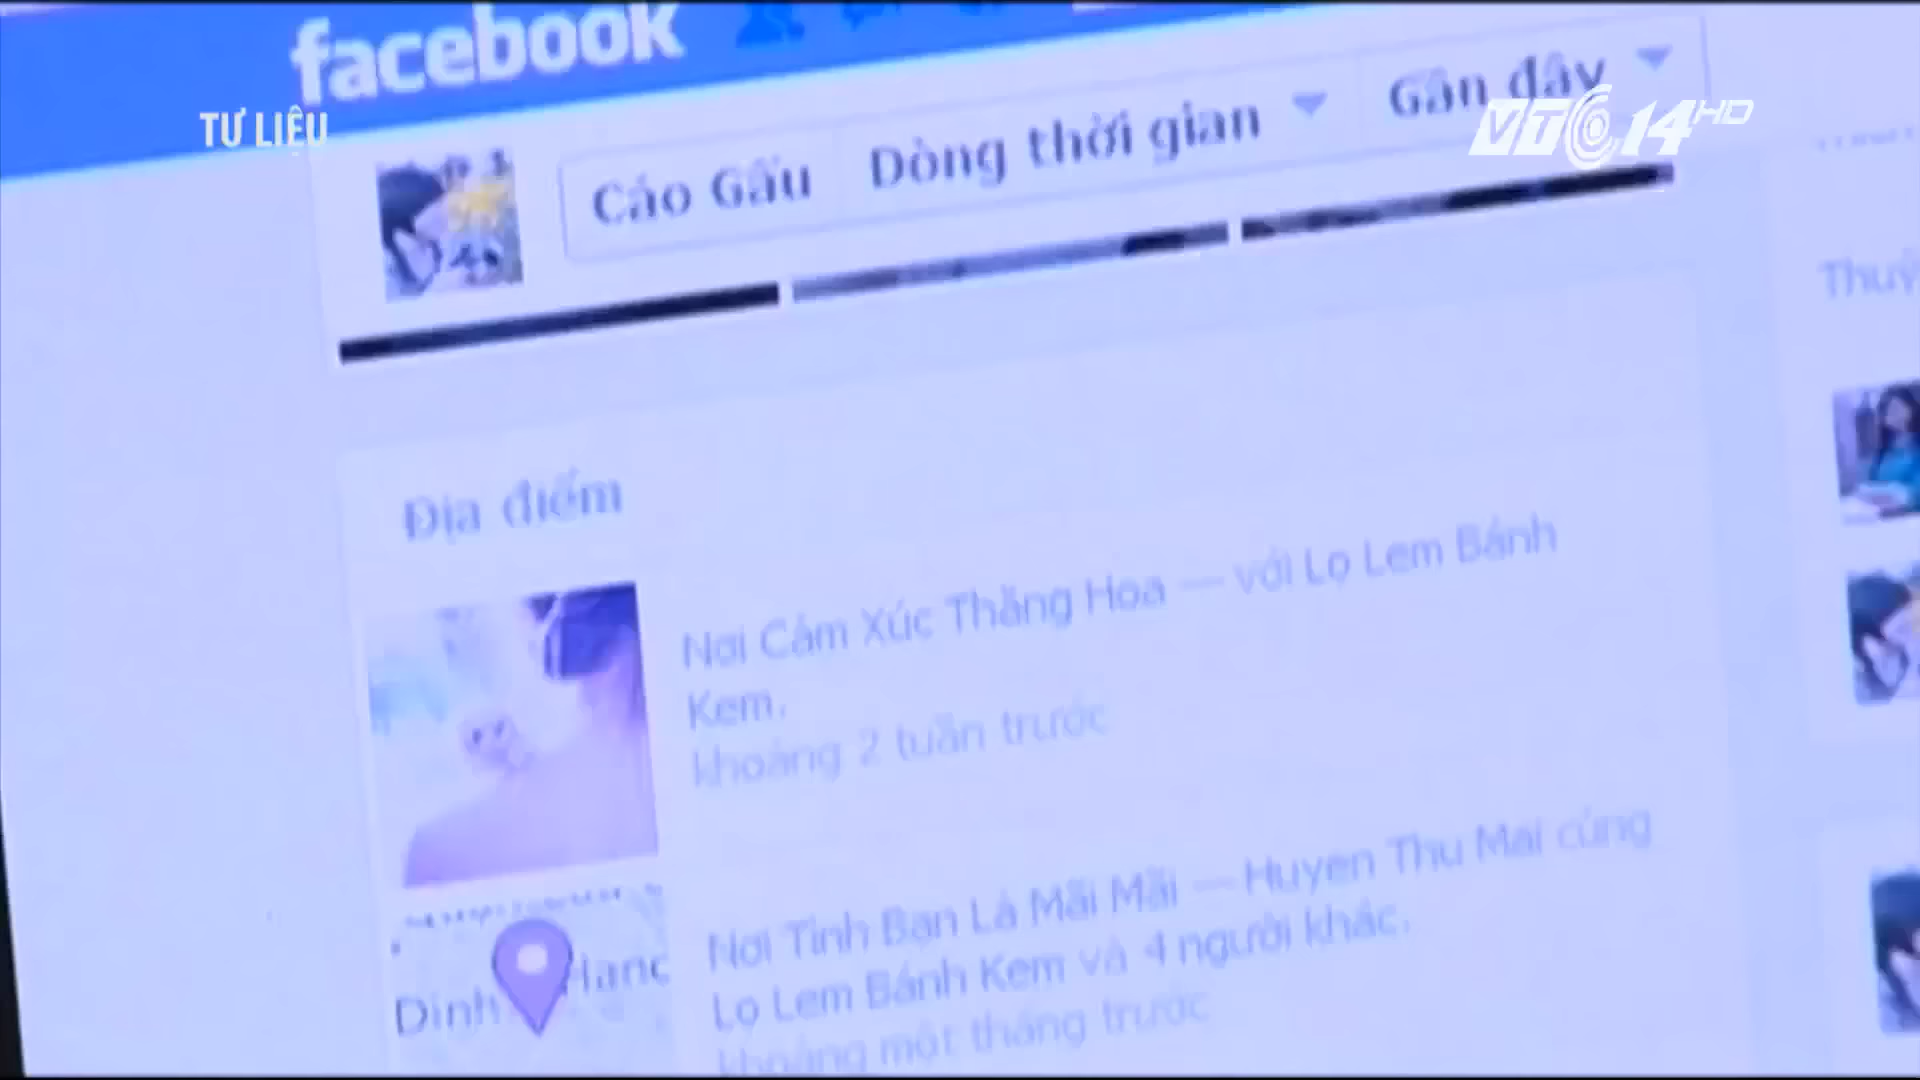 facebook
TƯ LIỆU
Cáo Gấu
Dòng thời gian
Gần đây
VTC14 HD
Địa điểm
Nơi Cảm Xúc Thăng Hoa — với Lọ Lem Bánh
Kem.
khoảng 2 tuần trước
Nơi Tình Bạn Là Mãi Mãi — Huyen Thu Mai cùng
Lọ Lem Bánh Kem và 4 người khác.
khoảng một tháng trước
Dinh